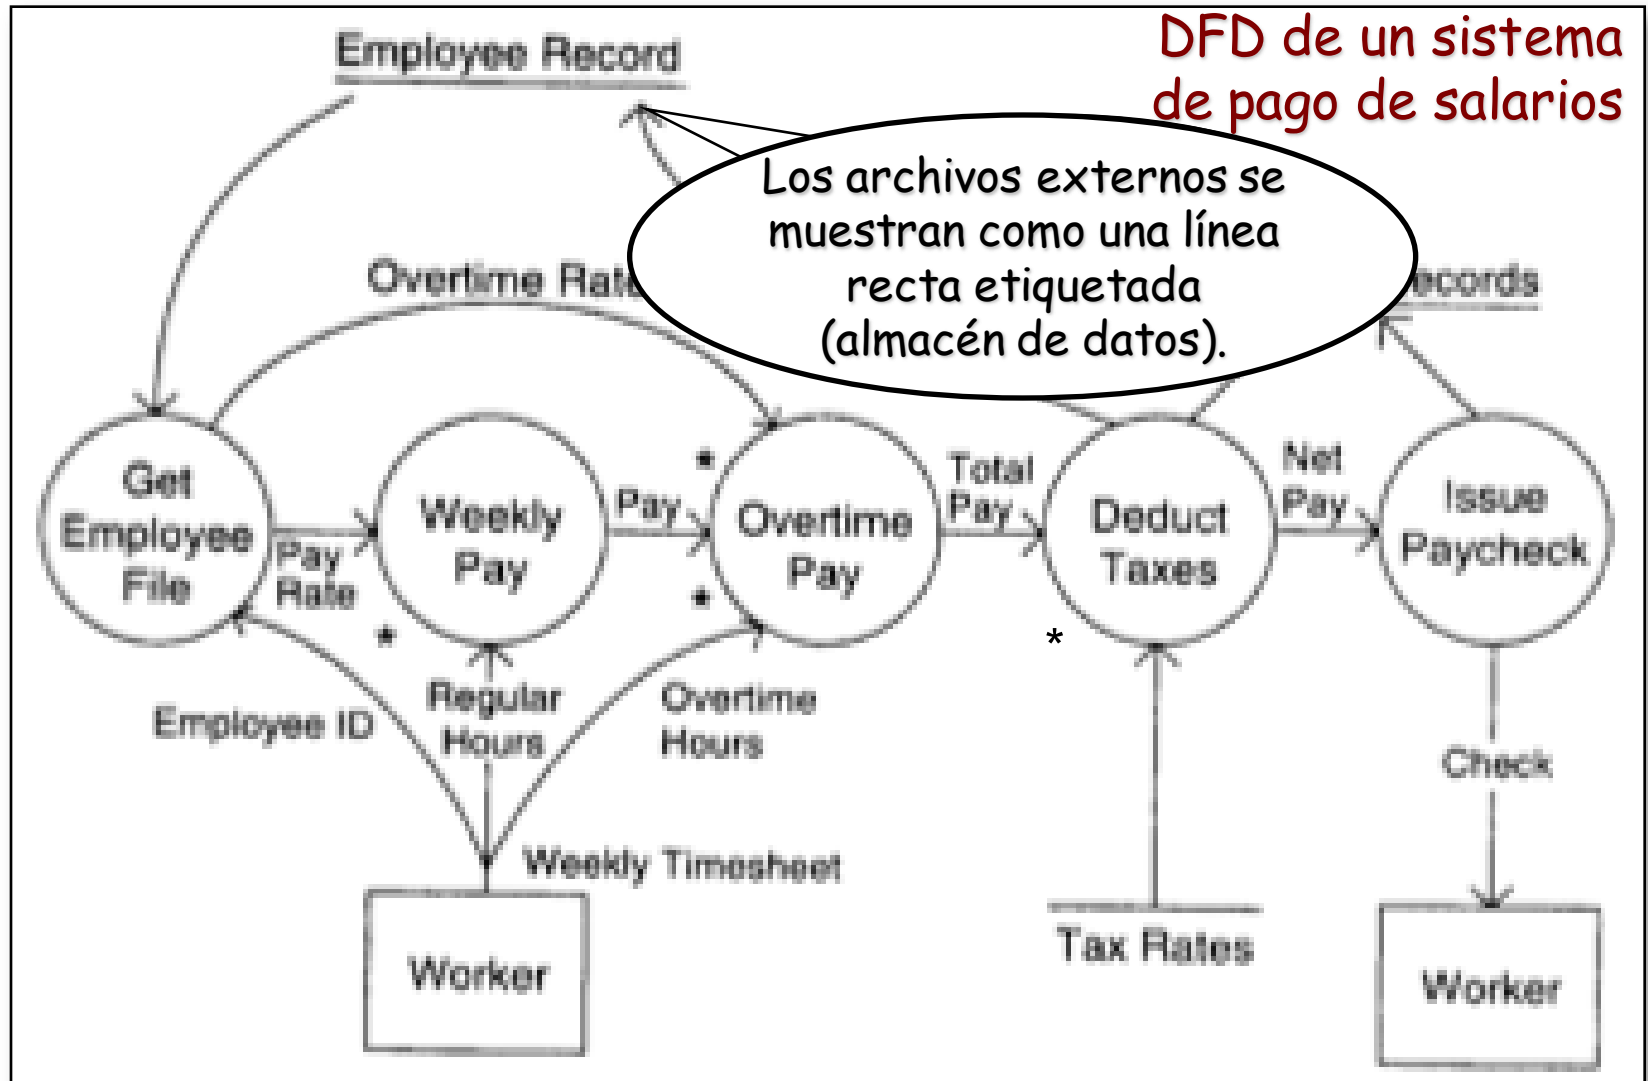 DFD de un sistema
de pago de salarios
Employee Record
Los archivos externos se
muestran como una línea
recta etiquetada
(almacén de datos).
Overtime
Get
Employee
File
Pay
Rate
Weekly
Pay
*
Pay
*
*
Overtime
Pay
Total
Pay
Deduct
Taxes
*
Net
Pay
Issue
Paycheck
Employee ID
Regular
Hours
Overtime
Hours
Check
Weekly Timesheet
Worker
Tax Rates
Worker